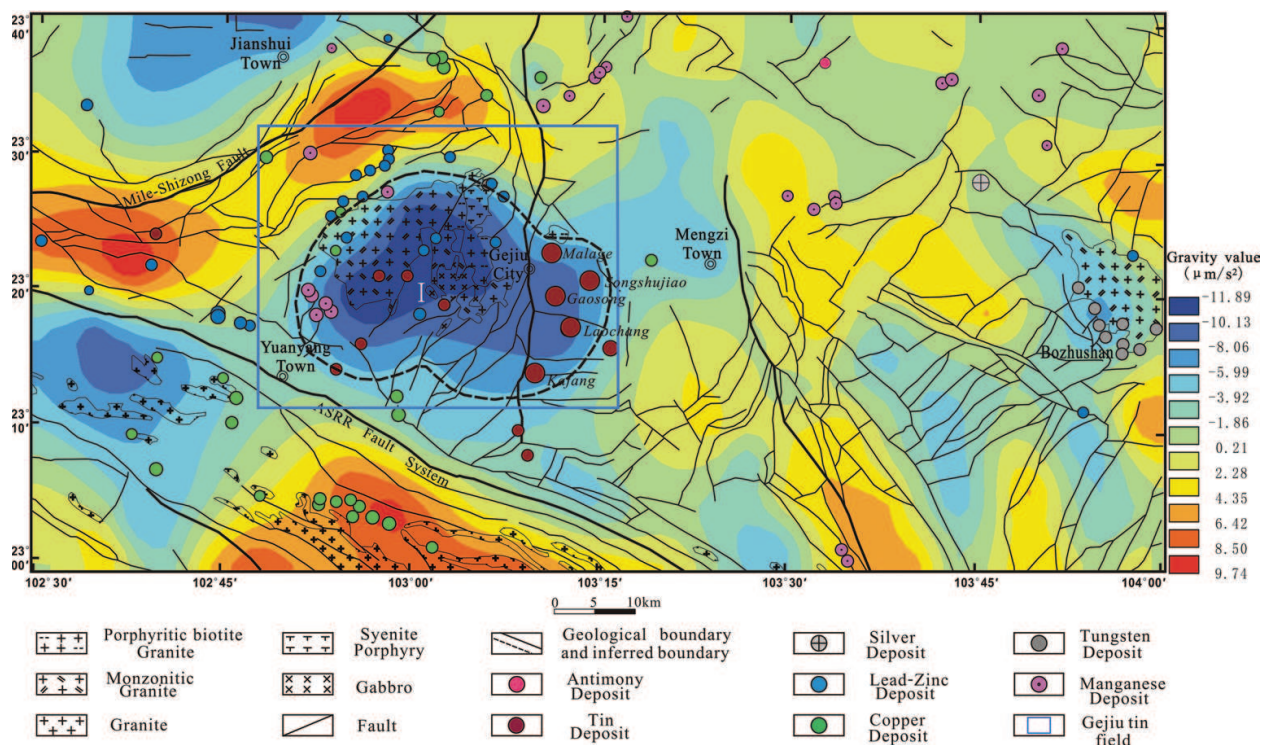 23°
40′
23°
30′
23°
20′
23°
10′
23°
00′
102°30′
102°45′
103°00′
103°15′
103°30′
103°45′
104°00′
Jianshui
Town
Mile-Shizong Fault
Gejiu
City
Malage
Songshujiao
Gaosong
Laochang
Kafang
I
Mengzi
Town
Yuanyang
Town
ASRR Fault System
Bozhushan
Gravity value
(μm/s²)
-11.89
-10.13
-8.06
-5.99
-3.92
-1.86
0.21
2.28
4.35
6.42
8.50
9.74
0 5 10km
Porphyritic biotite
Granite
Syenite
Porphyry
Geological boundary
and inferred boundary
Silver
Deposit
Tungsten
Deposit
Monzonitic
Granite
Gabbro
Antimony
Deposit
Lead-Zinc
Deposit
Manganese
Deposit
Granite
Fault
Tin
Deposit
Copper
Deposit
Gejiu tin
field